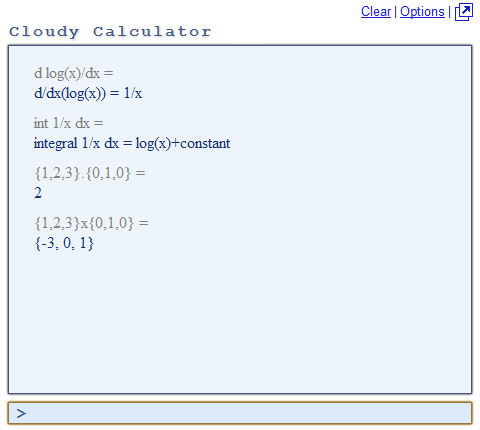 Clear | Options |
Cloudy Calculator
d log(x)/dx =
d/dx(log(x)) = 1/x
int 1/x dx =
integral 1/x dx = log(x)+constant
{1,2,3}.{0,1,0} =
2
{1,2,3}x{0,1,0} =
{-3, 0, 1}
>